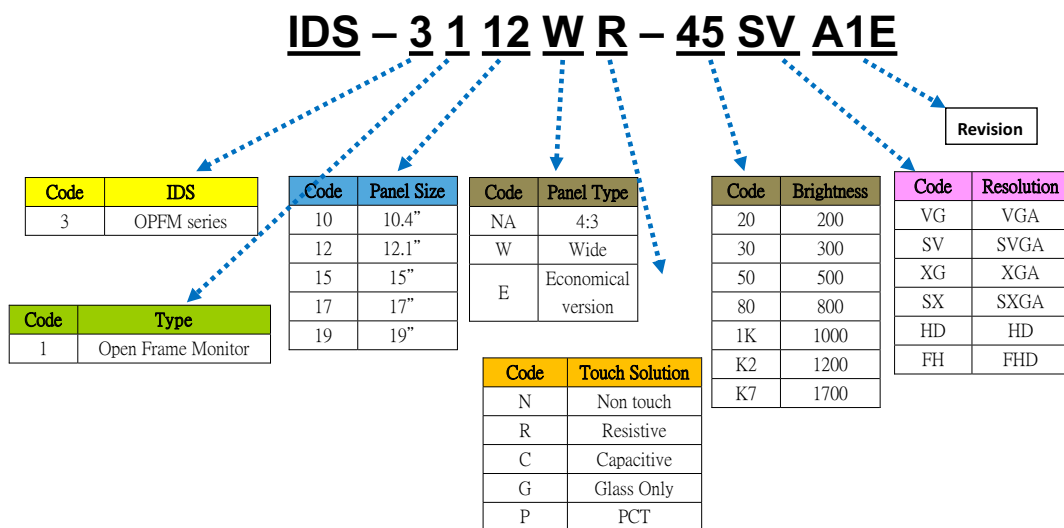 IDS – 3 1 12 W R – 45 SV A1E
Revision
Code IDS
3 OPFM series
Code Type
1 Open Frame Monitor
Code Panel Size
10 10.4”
12 12.1”
15 15”
17 17”
19 19”
Code Panel Type
NA 4:3
W Wide
E Economical
version
Code Touch Solution
N Non touch
R Resistive
C Capacitive
G Glass Only
P PCT
Code Brightness
20 200
30 300
50 500
80 800
1K 1000
K2 1200
K7 1700
Code Resolution
VG VGA
SV SVGA
XG XGA
SX SXGA
HD HD
FH FHD